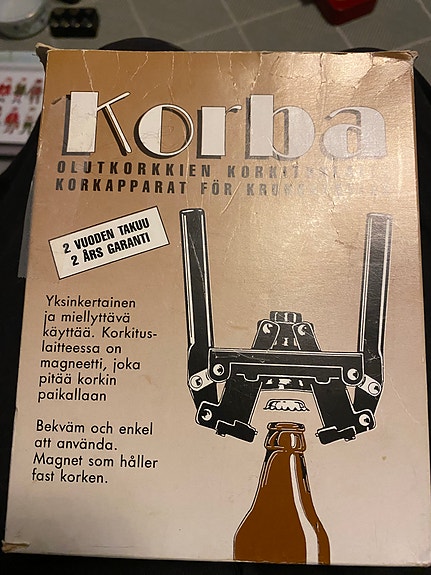 Korba
OLUTKORKKIEN
KORKAPPARAT FÖR
2 VUODEN TAKUU
2 ÅRS GARANTI
Yksinkertainen
ja miellyttävä
käyttää. Korkitus-
laitteessa on
magneetti, joka
pitää korkin
paikallaan
Bekväm och enkel
att använda.
Magnet som håller
fast korken.